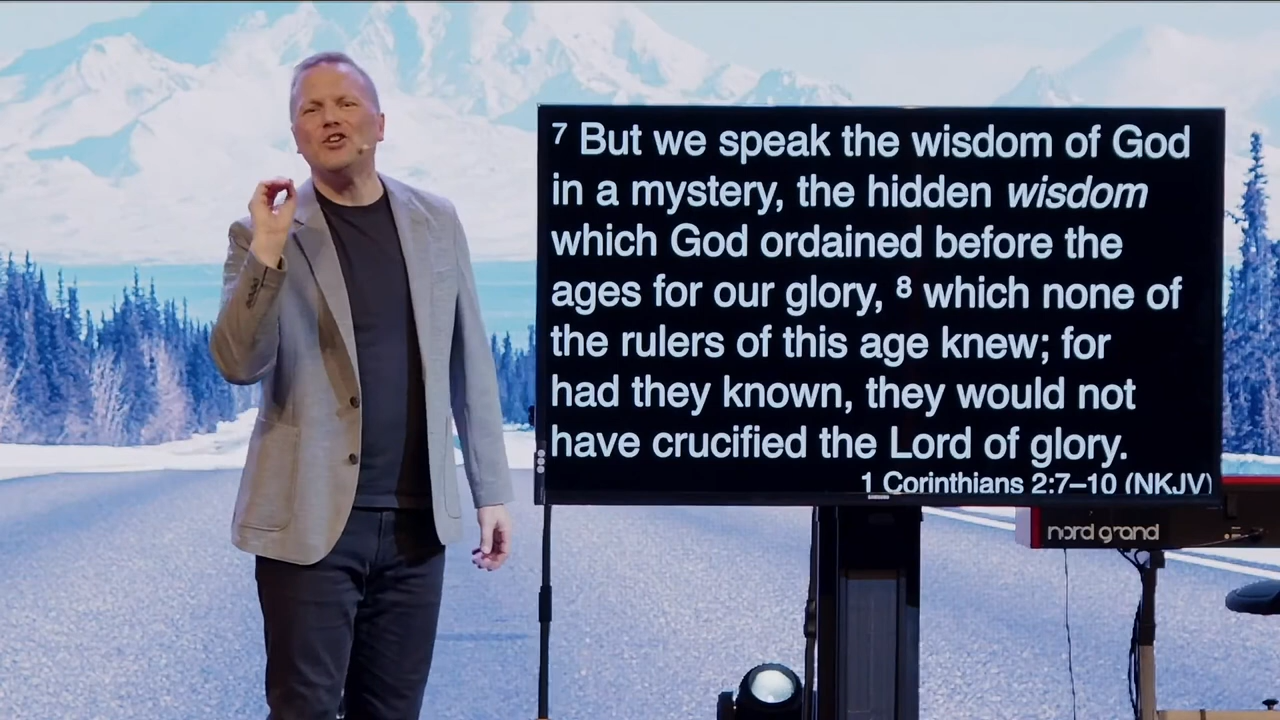 ⁷ But we speak the wisdom of God
in a mystery, the hidden wisdom
which God ordained before the
ages for our glory, ⁸ which none of
the rulers of this age knew; for
had they known, they would not
have crucified the Lord of glory.
1 Corinthians 2:7–10 (NKJV)
nord grand